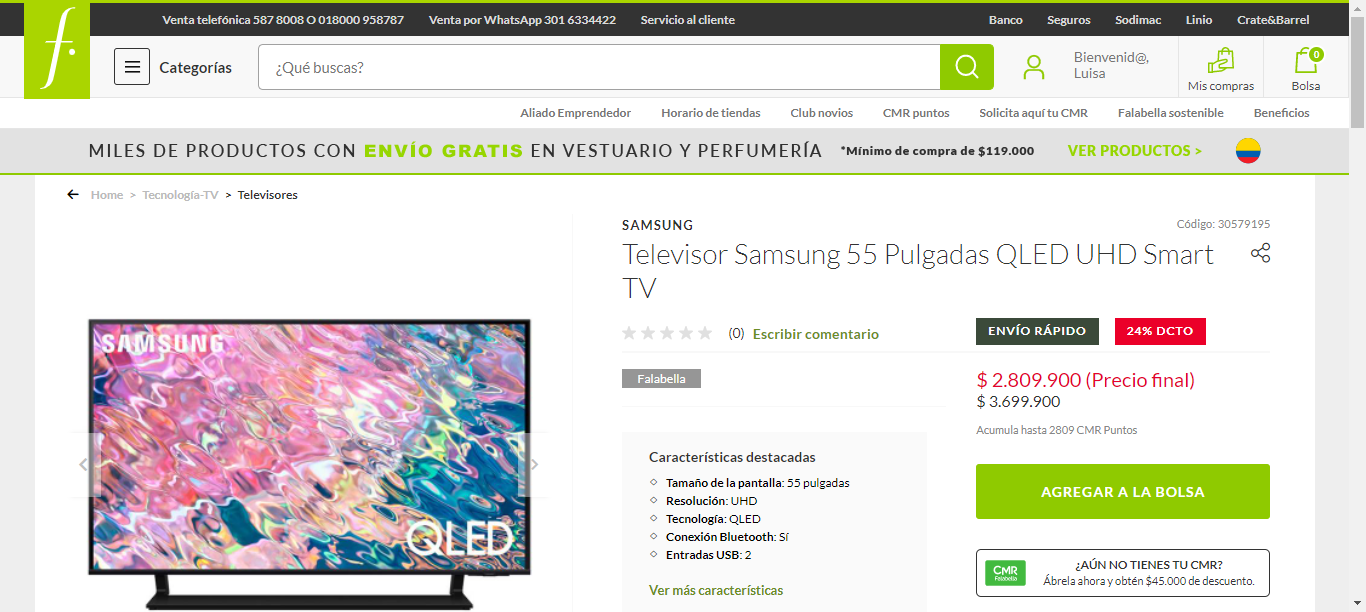 Venta telefónica 587 8008 O 018000 958787 Venta por WhatsApp 301 6334422 Servicio al cliente Banco Seguros Sodimac Linio Crate&Barrel
f.
Categorías ¿Qué buscas? Bienvenid@,
Luisa
Mis compras
0
Bolsa
Aliado Emprendedor Horario de tiendas Club novios CMR puntos Solicita aquí tu CMR Falabella sostenible Beneficios
MILES DE PRODUCTOS CON ENVÍO GRATIS EN VESTUARIO Y PERFUMERÍA *Mínimo de compra de $119.000 VER PRODUCTOS >
Home > Tecnología-TV > Televisores
SAMSUNG
QLED
SAMSUNG
Código: 30579195
Televisor Samsung 55 Pulgadas QLED UHD Smart
TV
(0) Escribir comentario
Falabella
Características destacadas
Tamaño de la pantalla: 55 pulgadas
Resolución: UHD
Tecnología: QLED
Conexión Bluetooth: Sí
Entradas USB: 2
Ver más características
ENVÍO RÁPIDO 24% DCTO
$ 2.809.900 (Precio final)
$ 3.699.900
Acumula hasta 2809 CMR Puntos
AGREGAR A LA BOLSA
CMR
Falabella
¿AÚN NO TIENES TU CMR?
Ábrela ahora y obtén $45.000 de descuento.